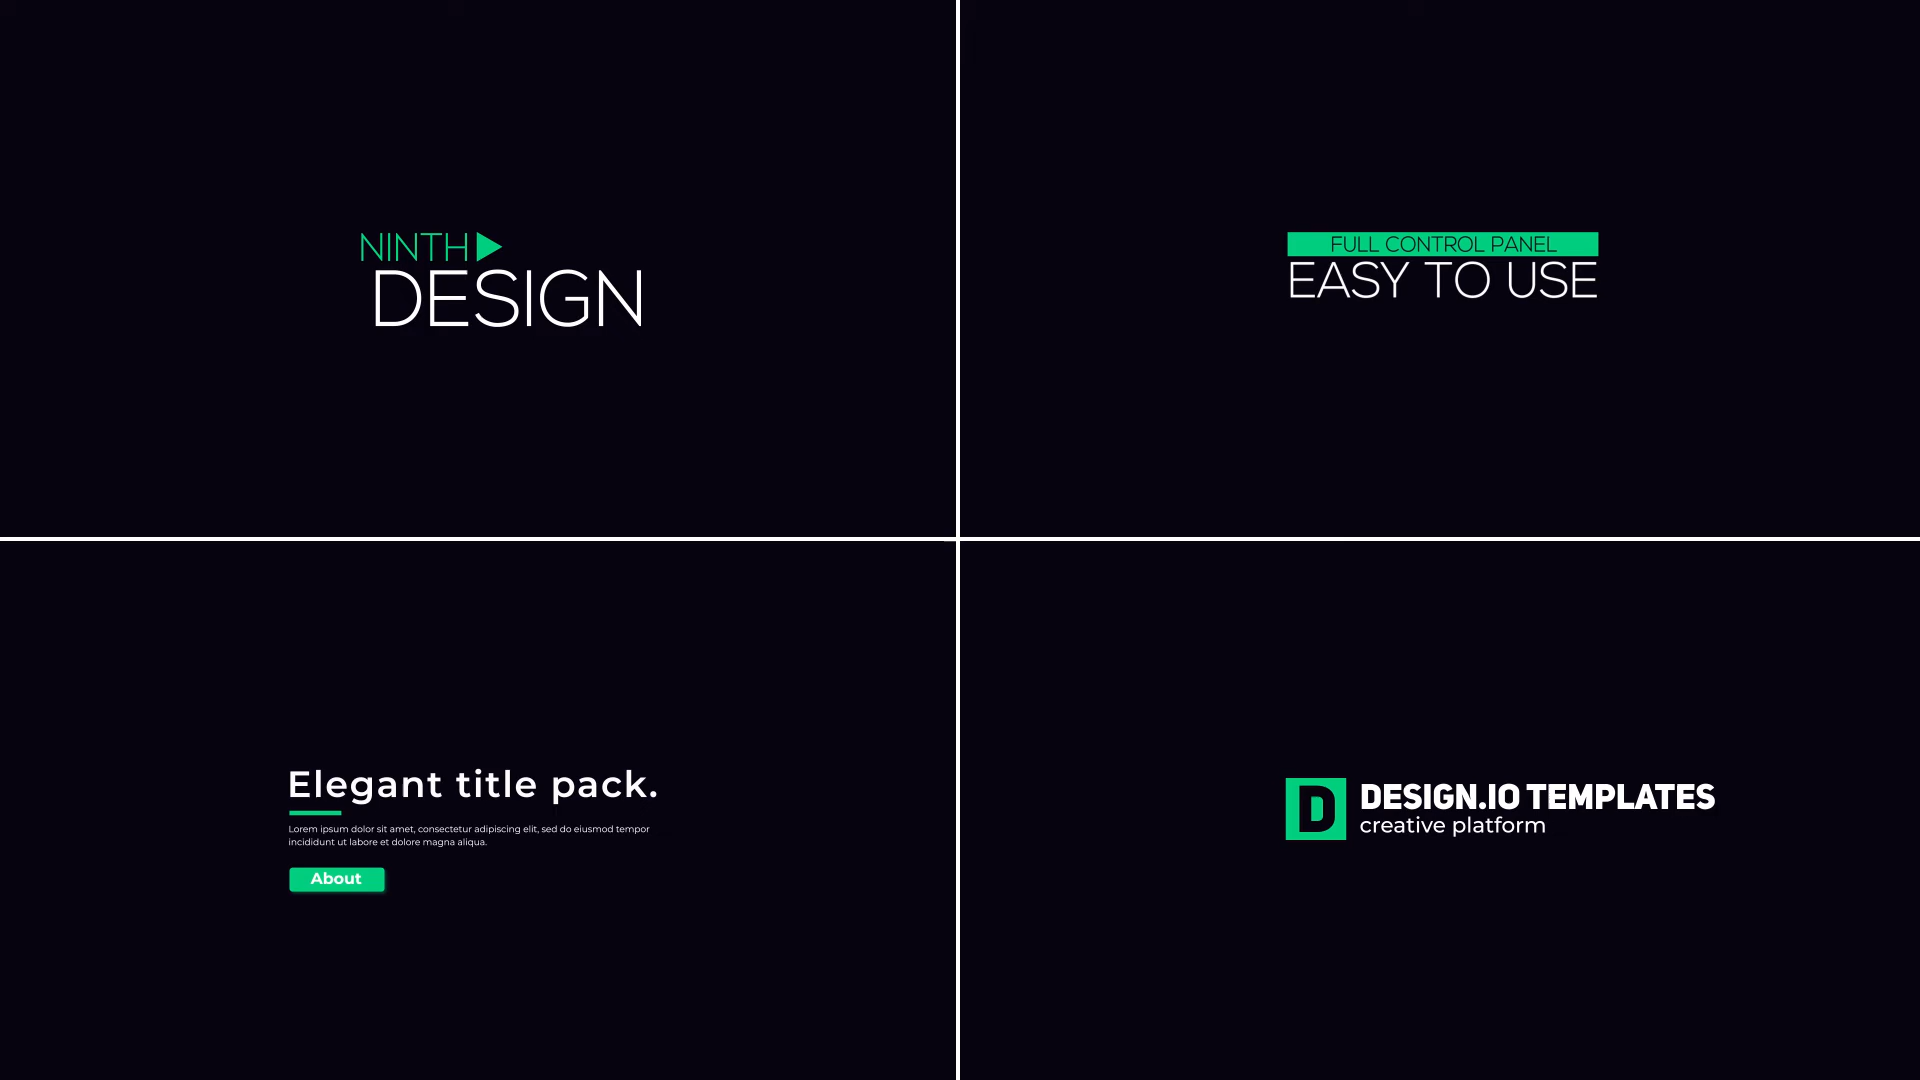 NINTH
DESIGN
FULL CONTROL PANEL
EASY TO USE
Elegant title pack.
Lorem ipsum dolor sit amet, consectetur adipiscing elit, sed do eiusmod tempor
incididunt ut labore et dolore magna aliqua.
About
D
DESIGN.IO TEMPLATES
creative platform